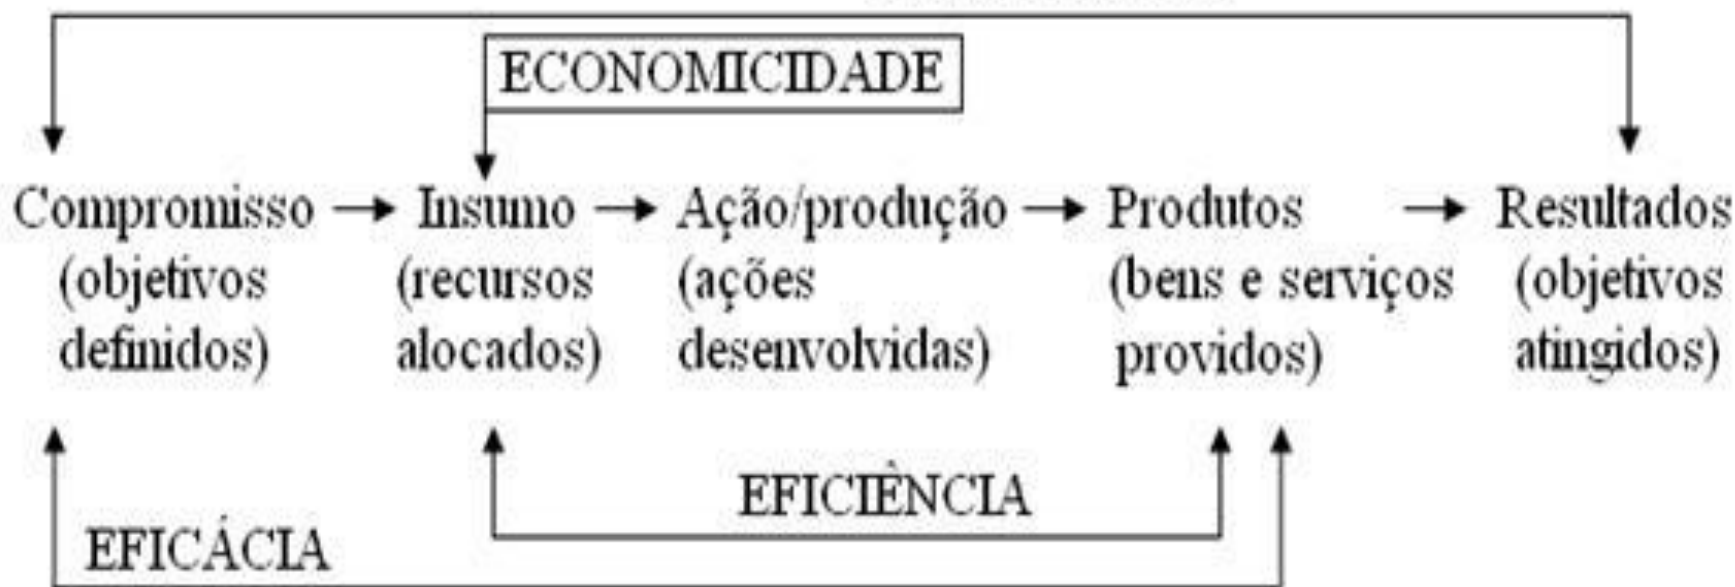 ECONOMICIDADE
Compromisso → Insumo → Ação/produção → Produtos → Resultados
(objetivos (recursos (ações (bens e serviços (objetivos
definidos) alocados) desenvolvidas) providos) atingidos)
EFICIÊNCIA
EFICÁCIA